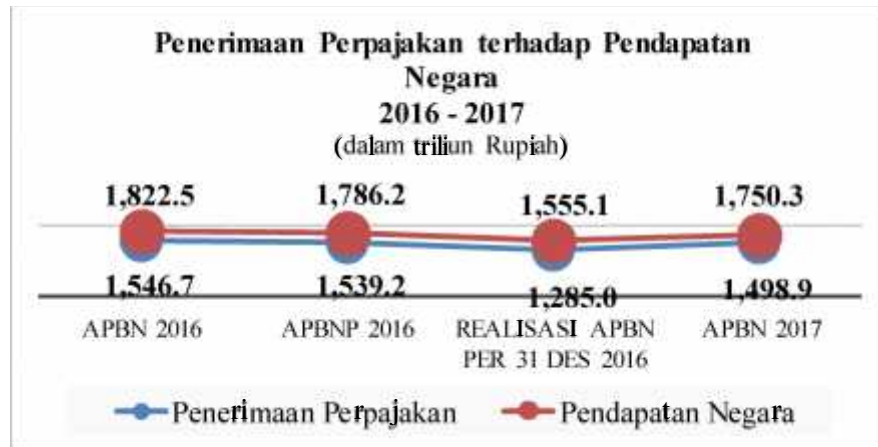 Penerimaan Perpajakan terhadap Pendapatan
Negara
2016 - 2017
(dalam triliun Rupiah)
1,822.5 1,786.2 1,555.1 1,750.3
1,546.7 1,539.2 1,285.0 1,498.9
APBN 2016 APBNP 2016 REALISASI APBN APBN 2017
PER 31 DES 2016
Penerimaan Perpajakan Pendapatan Negara